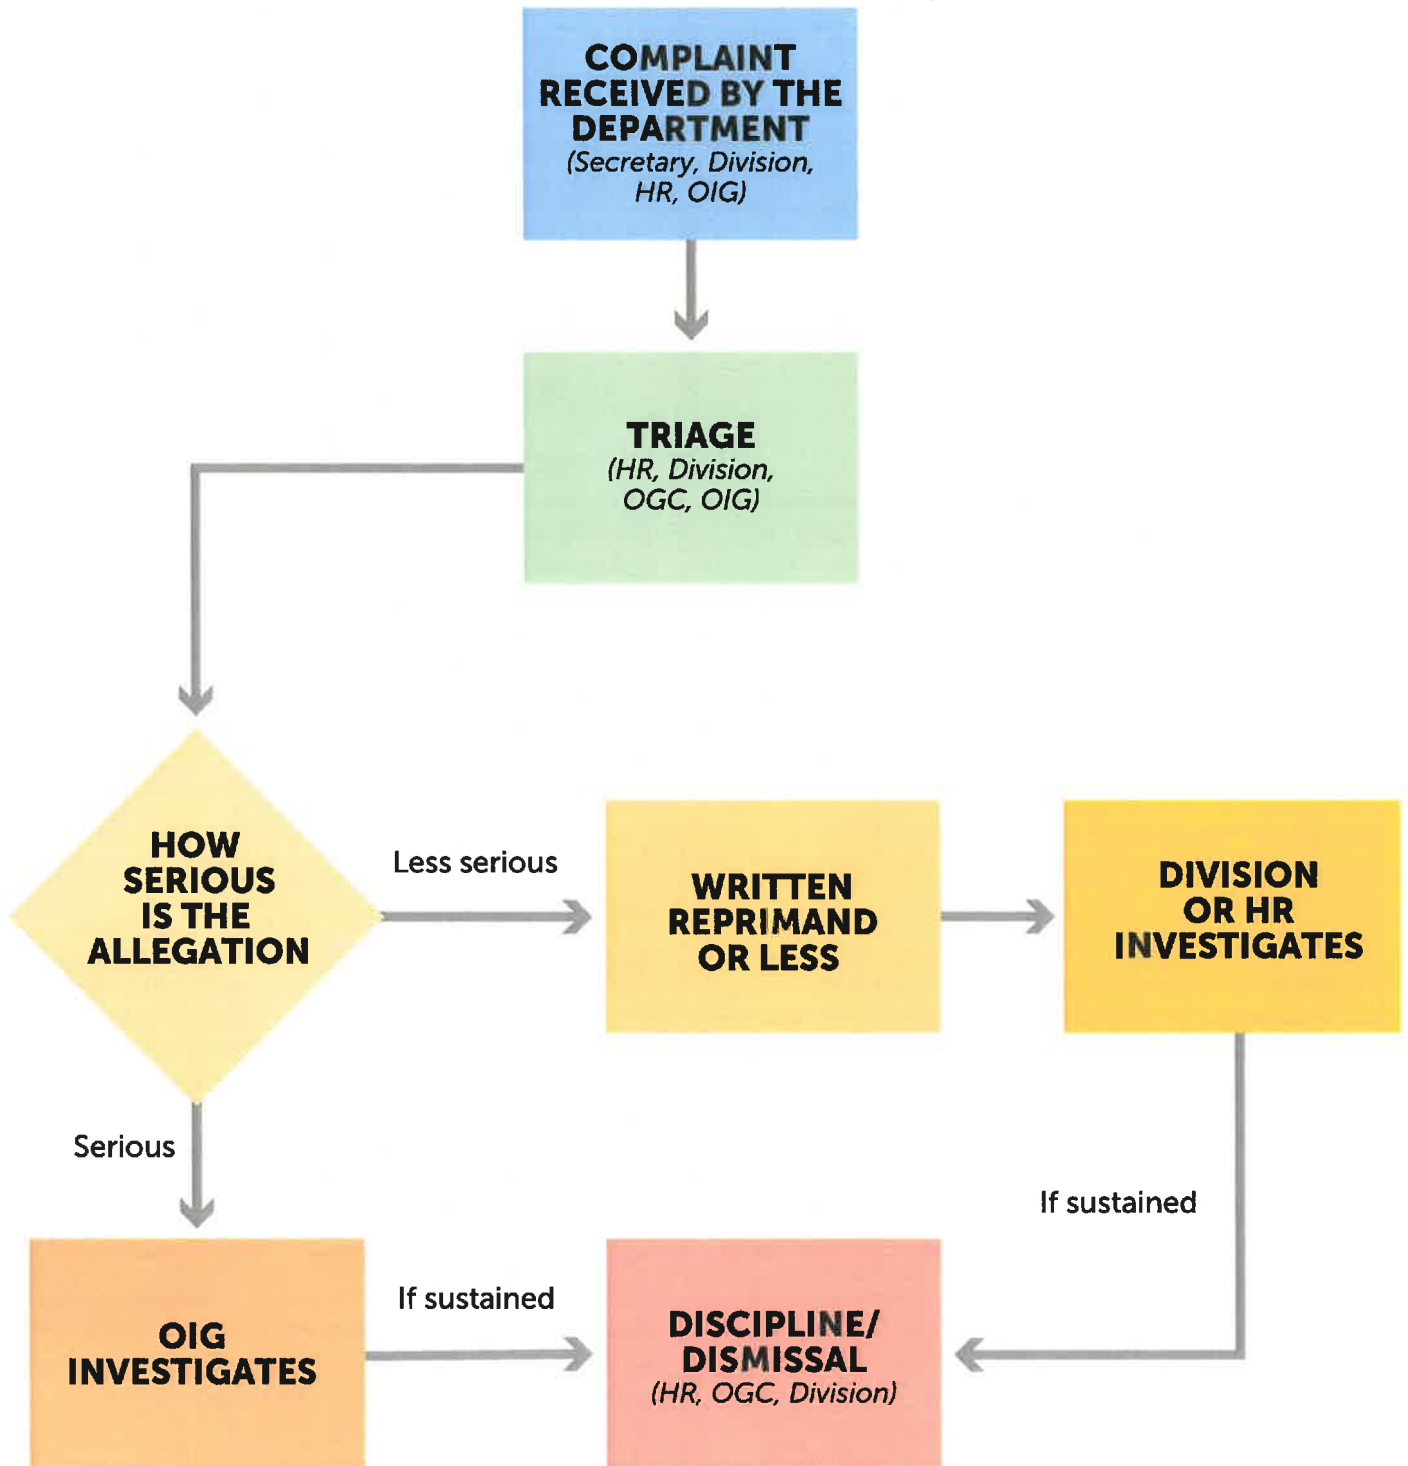 COMPLAINT
RECEIVED BY THE
DEPARTMENT
(Secretary, Division,
HR, OIG)
TRIAGE
(HR, Division,
OGC, OIG)
HOW
SERIOUS
IS THE
ALLEGATION
Less serious
WRITTEN
REPRIMAND
OR LESS
DIVISION
OR HR
INVESTIGATES
Serious
If sustained
OIG
INVESTIGATES
If sustained
DISCIPLINE/
DISMISSAL
(HR, OGC, Division)